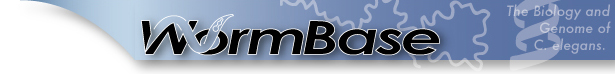 WormBase
The Biology and
Genome of
C. elegans.